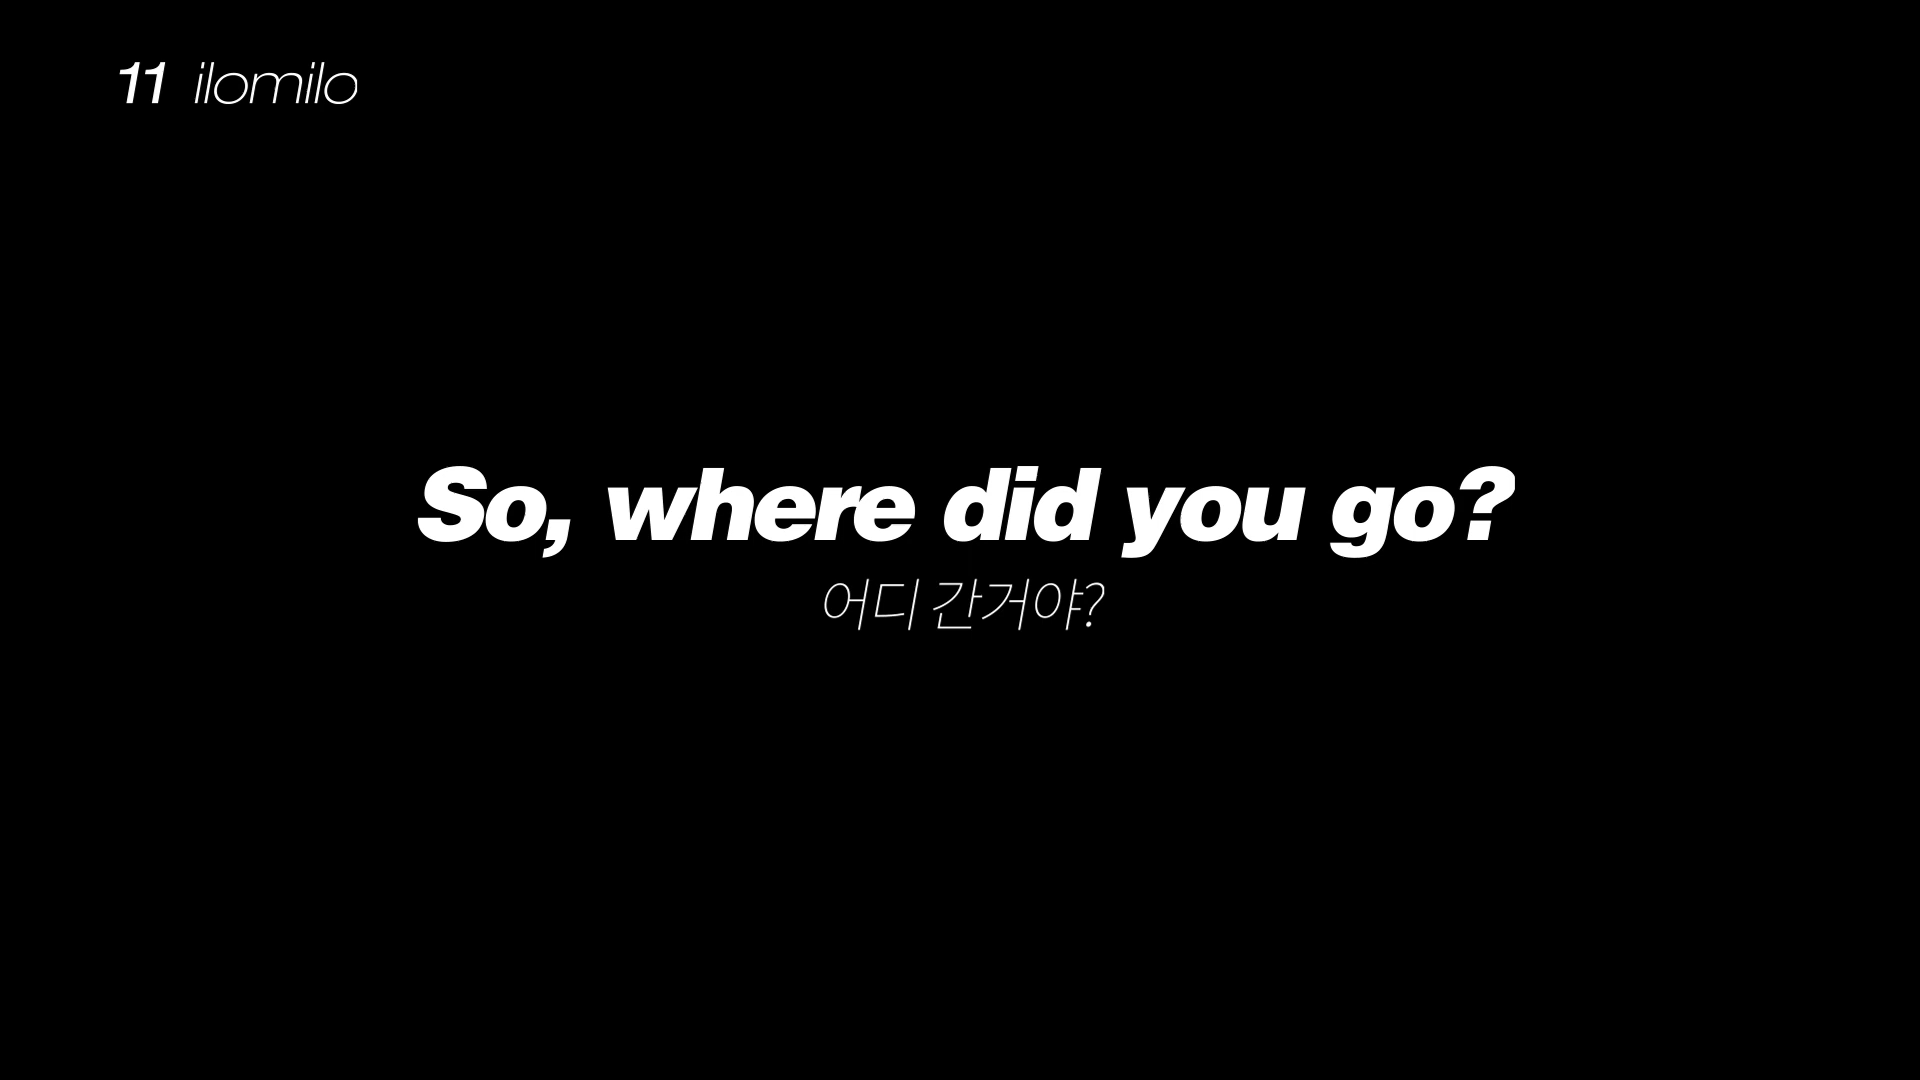 11 ilomilo
So, where did you go?
어디 간거야?